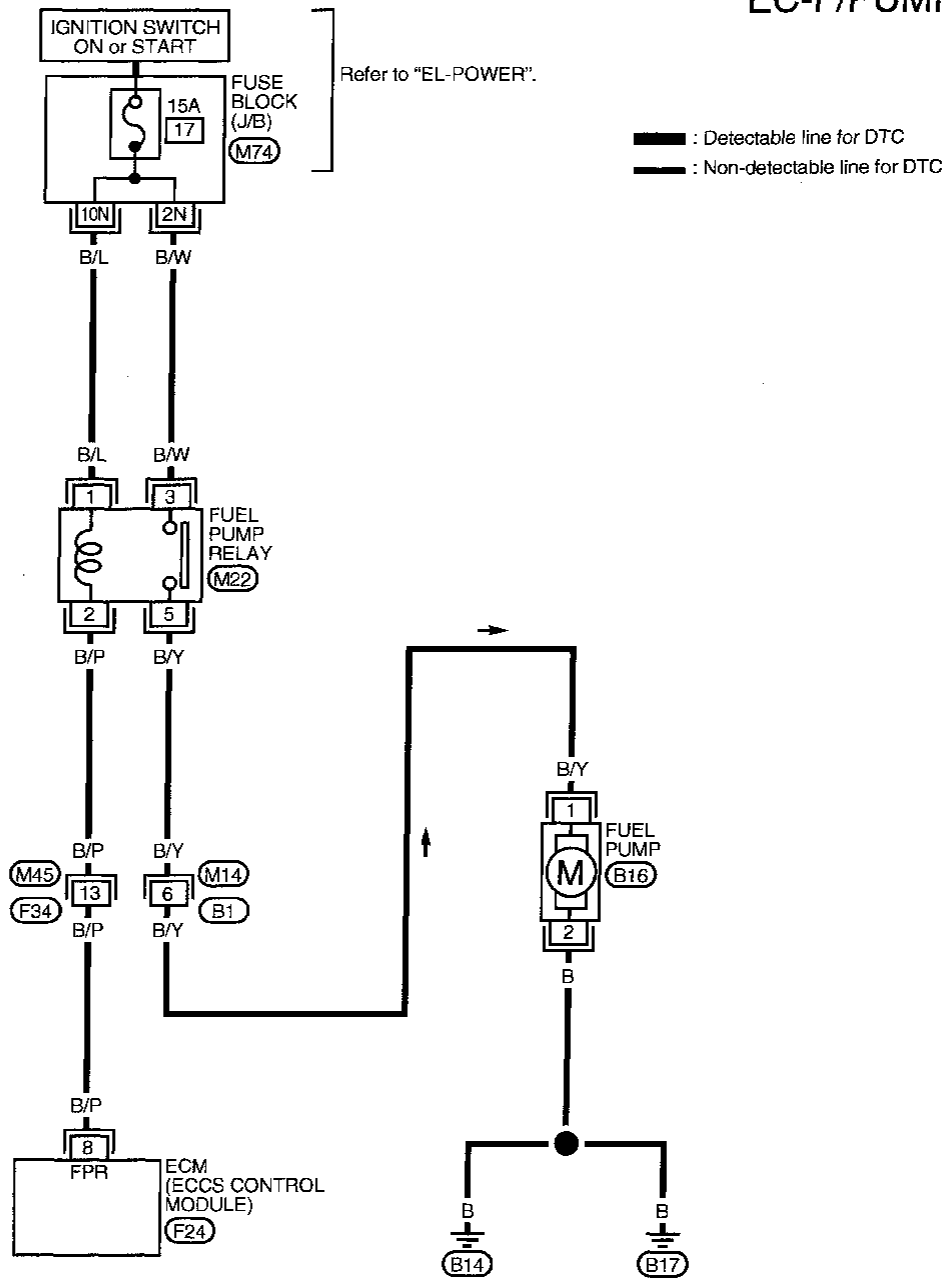 EC-F/PUMP
IGNITION SWITCH
ON or START
Refer to “EL-POWER”.
FUSE
BLOCK
(J/B)
M74
15A
17
: Detectable line for DTC
: Non-detectable line for DTC
10N
2N
B/L
B/W
B/L
B/W
1
3
FUEL
PUMP
RELAY
M22
2
5
B/P
B/Y
B/Y
1
FUEL
PUMP
B16
M
2
B
B/P
B/Y
M45
13
6
M14
F34
B1
B/P
B/Y
B/P
8
FPR
ECM
(ECCS CONTROL
MODULE)
F24
B
B
B14
B17